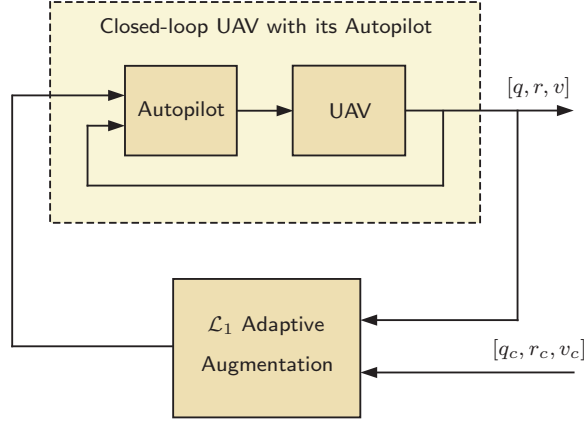 Closed-loop UAV with its Autopilot
[q, r, v]
Autopilot
UAV
ℒ₁ Adaptive
Augmentation
[q_c, r_c, v_c]